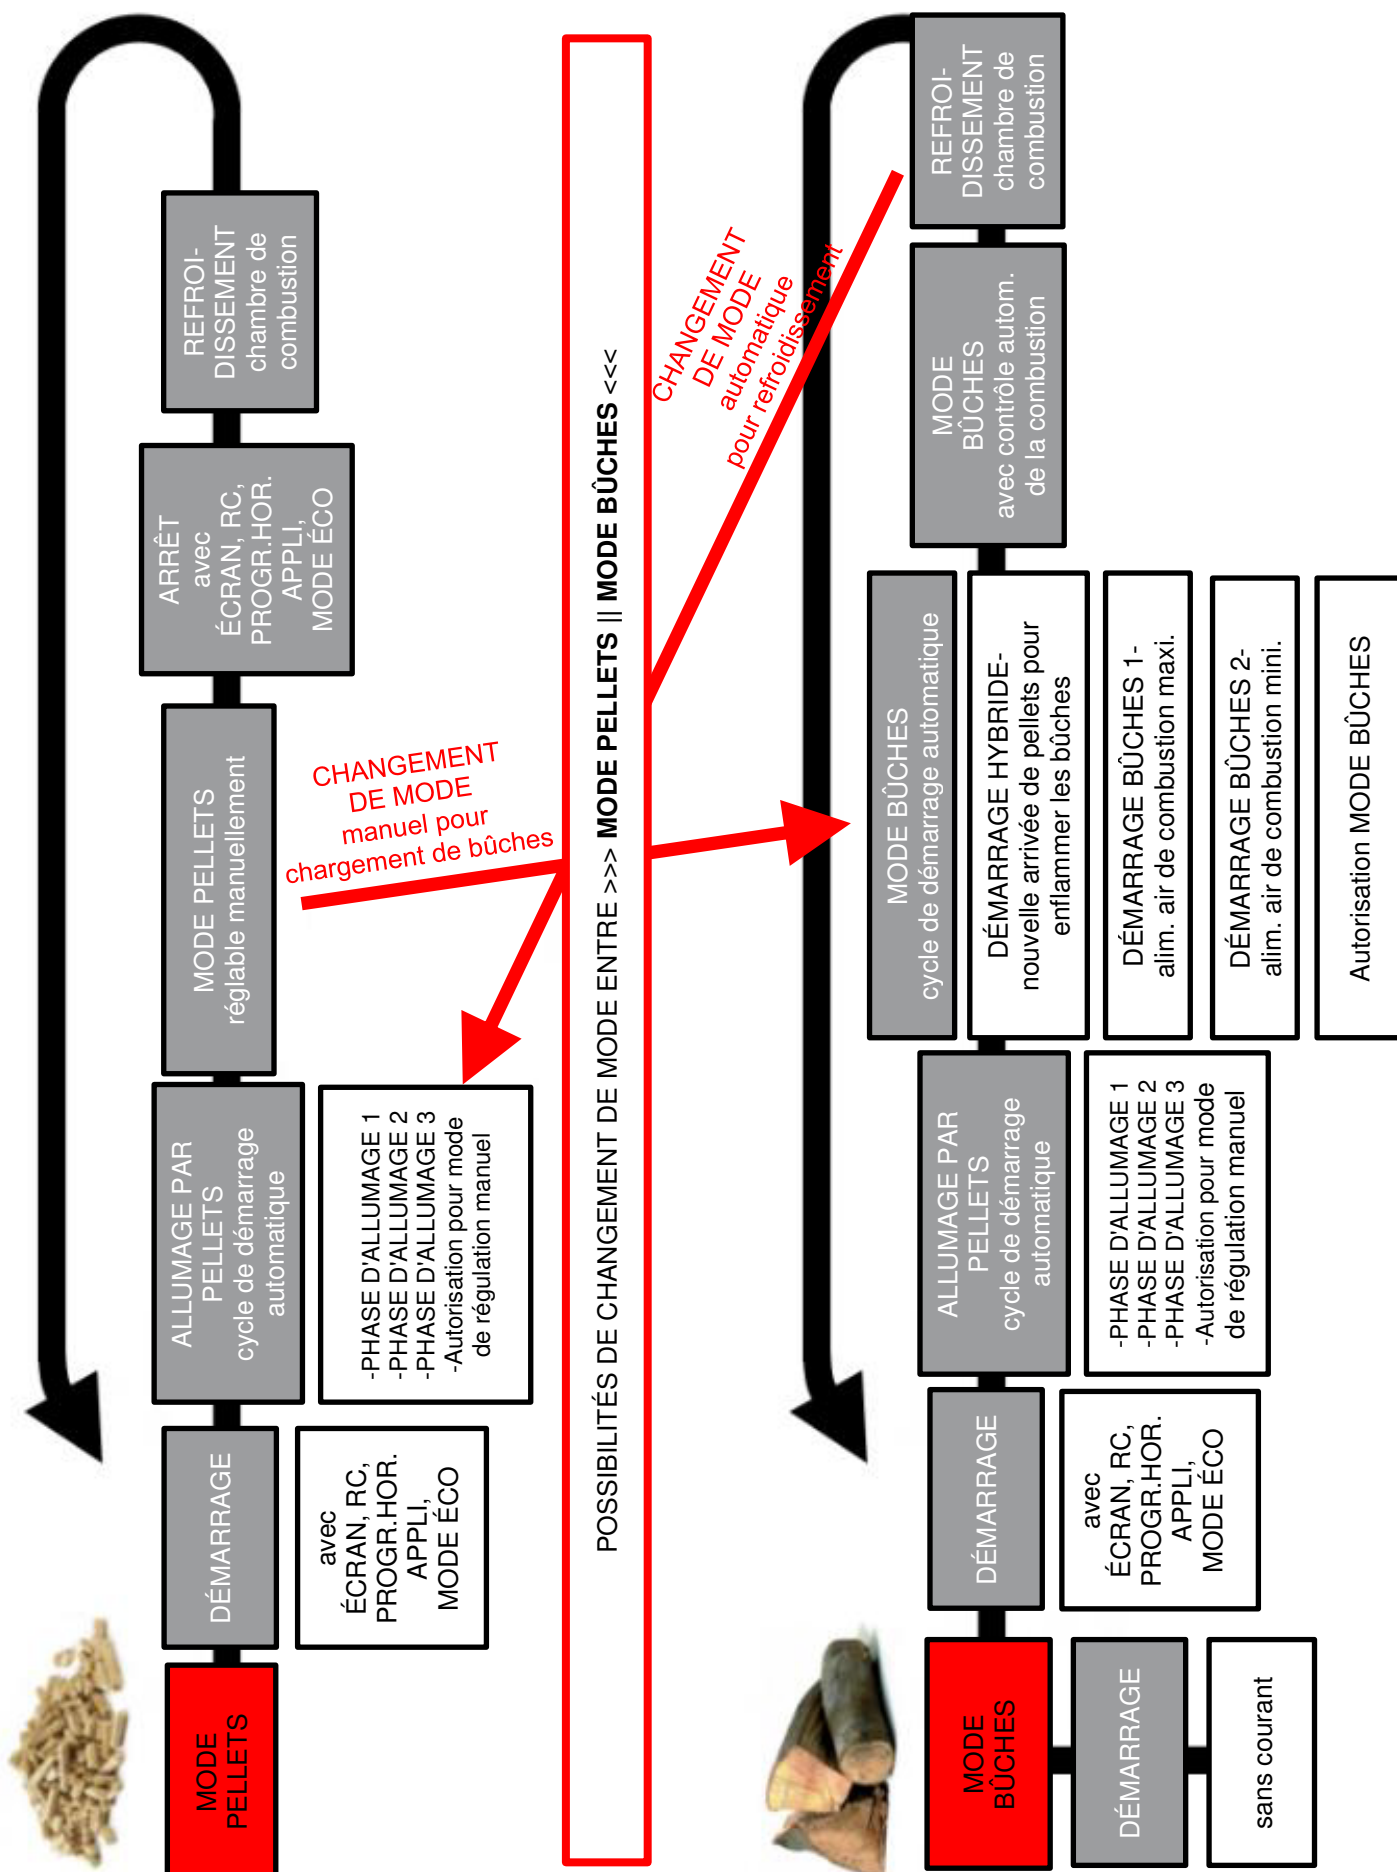 MODE
PELLETS
DÉMARRAGE
avec
ÉCRAN, RC,
PROGR.HOR.
APPLI,
MODE ÉCO
ALLUMAGE PAR
PELLETS
cycle de démarrage
automatique
-PHASE D'ALLUMAGE 1
-PHASE D'ALLUMAGE 2
-PHASE D'ALLUMAGE 3
-Autorisation pour mode
de régulation manuel
MODE PELLETS
réglable manuellement
ARRÊT
avec
ÉCRAN, RC,
PROGR.HOR.
APPLI,
MODE ÉCO
REFROI-
DISSEMENT
chambre de
combustion
CHANGEMENT
DE MODE
manuel pour
chargement de bûches
POSSIBILITÉS DE CHANGEMENT DE MODE ENTRE >>> MODE PELLETS || MODE BÛCHES <<<
CHANGEMENT
DE MODE
automatique
pour refroidissement
MODE
BÛCHES
DÉMARRAGE
sans courant
DÉMARRAGE
avec
ÉCRAN, RC,
PROGR.HOR.
APPLI,
MODE ÉCO
ALLUMAGE PAR
PELLETS
cycle de démarrage
automatique
-PHASE D'ALLUMAGE 1
-PHASE D'ALLUMAGE 2
-PHASE D'ALLUMAGE 3
-Autorisation pour mode
de régulation manuel
MODE BÛCHES
cycle de démarrage automatique
DÉMARRAGE HYBRIDE-
nouvelle arrivée de pellets pour
enflammer les bûches
DÉMARRAGE BÛCHES 1-
alim. air de combustion maxi.
DÉMARRAGE BÛCHES 2-
alim. air de combustion mini.
Autorisation MODE BÛCHES
MODE
BÛCHES
avec contrôle autom.
de la combustion
REFROI-
DISSEMENT
chambre de
combustion